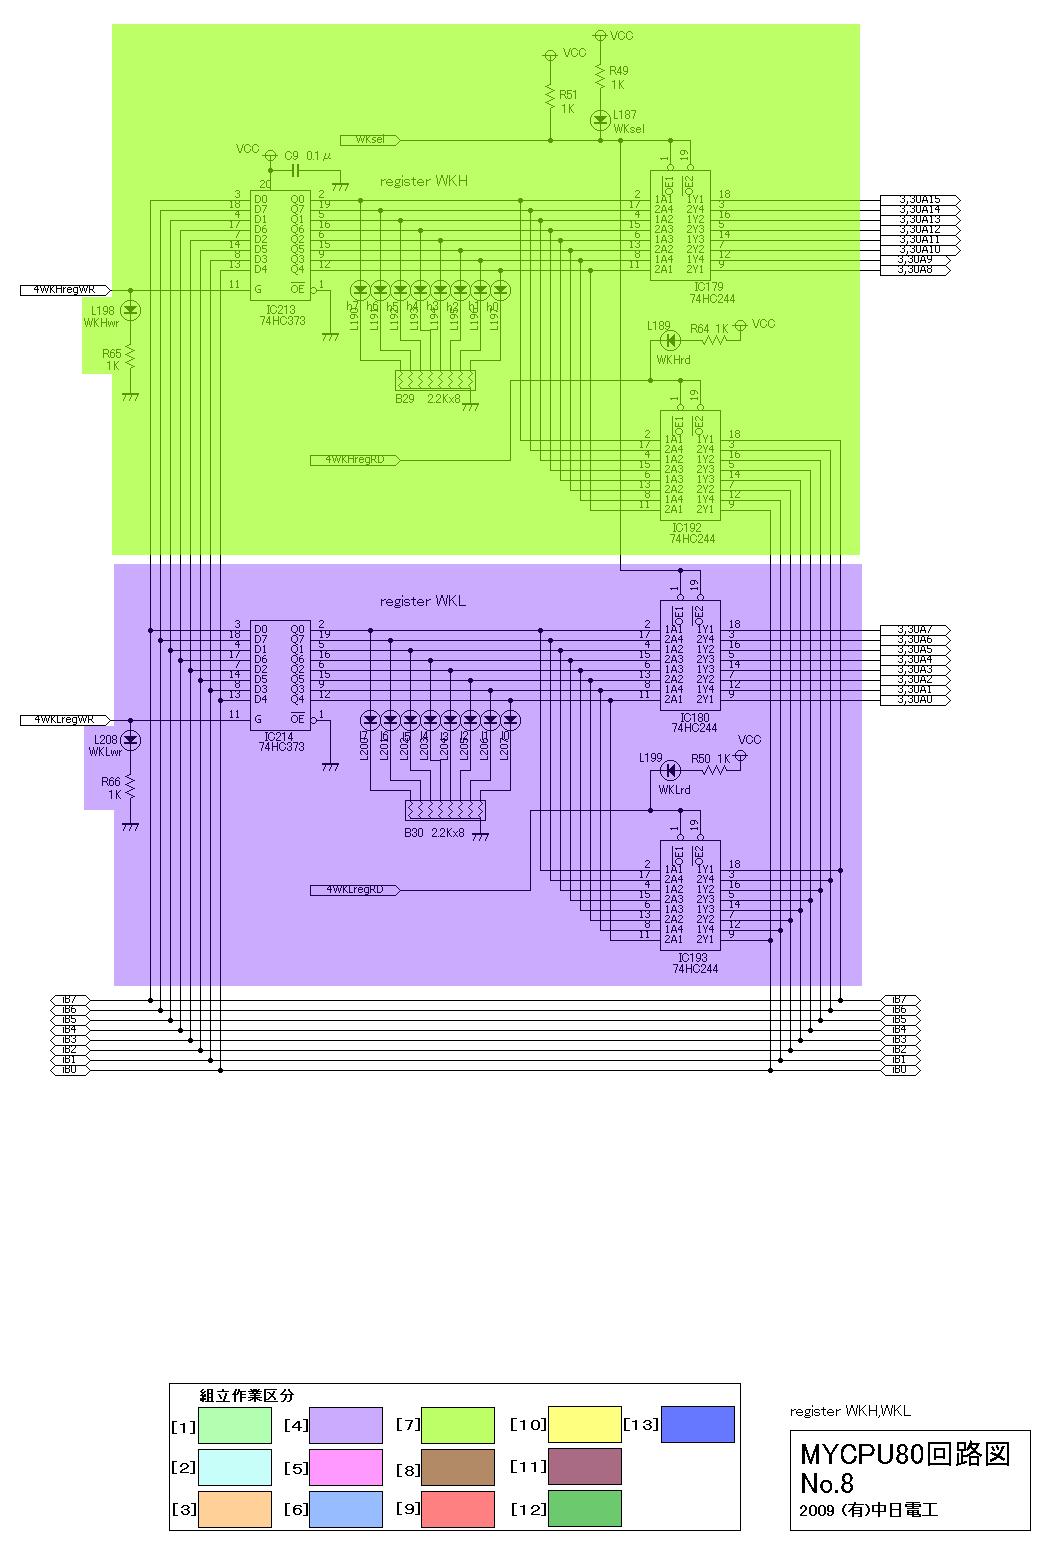 VCC
VCC
R49
1K
R51
1K
L187
WKsel
WKsel
VCC
C9 0.1μ
register WKH
1
19
OE1
OE2
20
3 D0 Q0 2
18 D7 Q7 19
4 D1 Q1 5
17 D6 Q6 16
7 D2 Q2 6
14 D5 Q5 15
8 D3 Q3 9
13 D4 Q4 12
11 G OE 1
IC213
74HC373
2 1A1 1Y1 18
17 2A4 2Y4 3
4 1A2 1Y2 16
15 2A3 2Y3 5
6 1A3 1Y3 14
13 2A2 2Y2 7
8 1A4 1Y4 12
11 2A1 2Y1 9
IC179
74HC244
3,30A15
3,30A14
3,30A13
3,30A12
3,30A11
3,30A10
3,30A9
3,30A8
4WKHregWR
L198
WKHwr
R65
1K
h7 h5 h4 h3 h2 h1 h0
L190 L191 L192 L193 L194 L195 L196 L197
B29 2.2Kx8
L189
WKHrd
R64 1K
VCC
4WKHregRD
1
19
OE1
OE2
2 1A1 1Y1 18
17 2A4 2Y4 3
4 1A2 1Y2 16
15 2A3 2Y3 5
6 1A3 1Y3 14
13 2A2 2Y2 7
8 1A4 1Y4 12
11 2A1 2Y1 9
IC192
74HC244
register WKL
1
19
OE1
OE2
3 D0 Q0 2
18 D7 Q7 19
4 D1 Q1 5
17 D6 Q6 16
7 D2 Q2 6
14 D5 Q5 15
8 D3 Q3 9
13 D4 Q4 12
11 G OE 1
IC214
74HC373
2 1A1 1Y1 18
17 2A4 2Y4 3
4 1A2 1Y2 16
15 2A3 2Y3 5
6 1A3 1Y3 14
13 2A2 2Y2 7
8 1A4 1Y4 12
11 2A1 2Y1 9
IC180
74HC244
3,30A7
3,30A6
3,30A5
3,30A4
3,30A3
3,30A2
3,30A1
3,30A0
4WKLregWR
L208
WKLwr
R66
1K
l7 l6 l5 l4 l3 l2 l1 l0
L200 L201 L202 L203 L204 L205 L206 L207
B30 2.2Kx8
L199
WKLrd
R50 1K
VCC
4WKLregRD
1
19
OE1
OE2
2 1A1 1Y1 18
17 2A4 2Y4 3
4 1A2 1Y2 16
15 2A3 2Y3 5
6 1A3 1Y3 14
13 2A2 2Y2 7
8 1A4 1Y4 12
11 2A1 2Y1 9
IC193
74HC244
iB7 iB7
iB6 iB6
iB5 iB5
iB4 iB4
iB3 iB3
iB2 iB2
iB1 iB1
iB0 iB0
組立作業区分
[1] [4] [7] [10] [13]
[2] [5] [8] [11]
[3] [6] [9] [12]
register WKH,WKL
MYCPU80回路図
No.8
2009 (有)中日電工